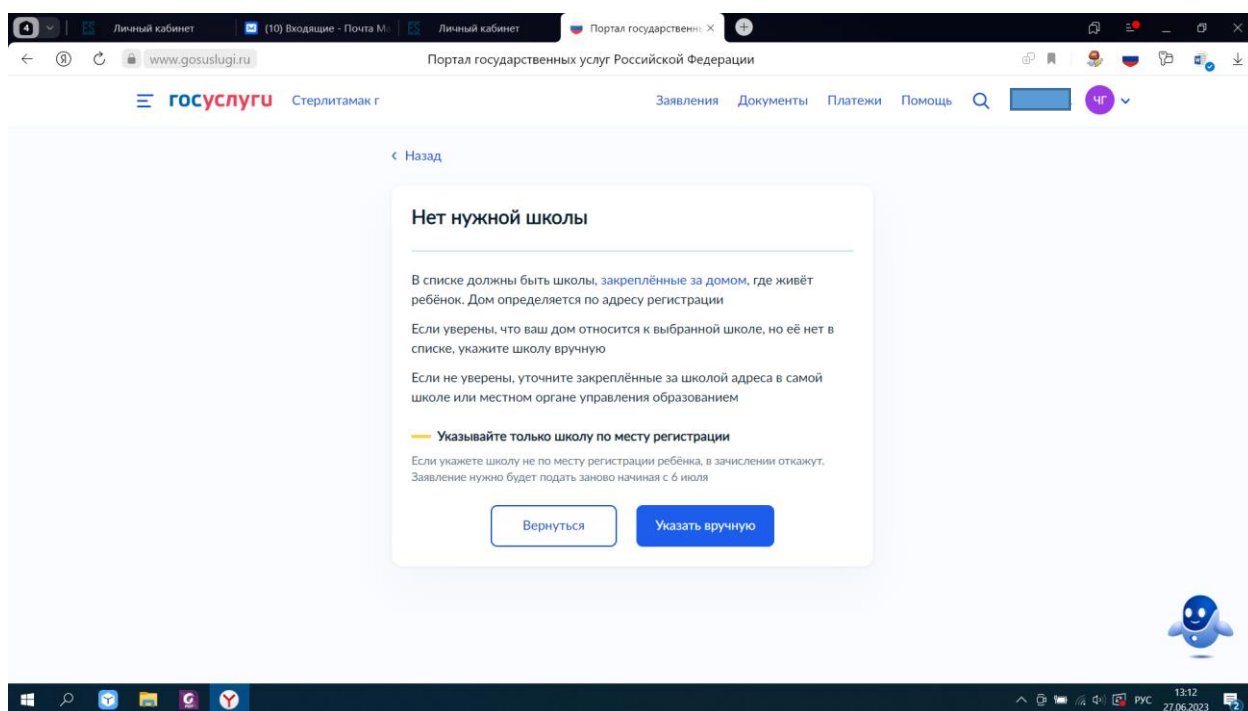 4
Личный кабинет
(10) Входящие - Почта Ma
Личный кабинет
Портал государственн
www.gosuslugi.ru
Портал государственных услуг Российской Федерации
госуслуги
Стерлитамак г
Заявления Документы Платежи Помощь
ЧГ
Назад
Нет нужной школы
В списке должны быть школы, закреплённые за домом, где живёт
ребёнок. Дом определяется по адресу регистрации
Если уверены, что ваш дом относится к выбранной школе, но её нет в
списке, укажите школу вручную
Если не уверены, уточните закреплённые за школой адреса в самой
школе или местном органе управления образованием
Указывайте только школу по месту регистрации
Если укажете школу не по месту регистрации ребёнка, в зачислении откажут.
Заявление нужно будет подать заново начиная с 6 июля
Вернуться
Указать вручную
РУС
13:12
27.06.2023
2